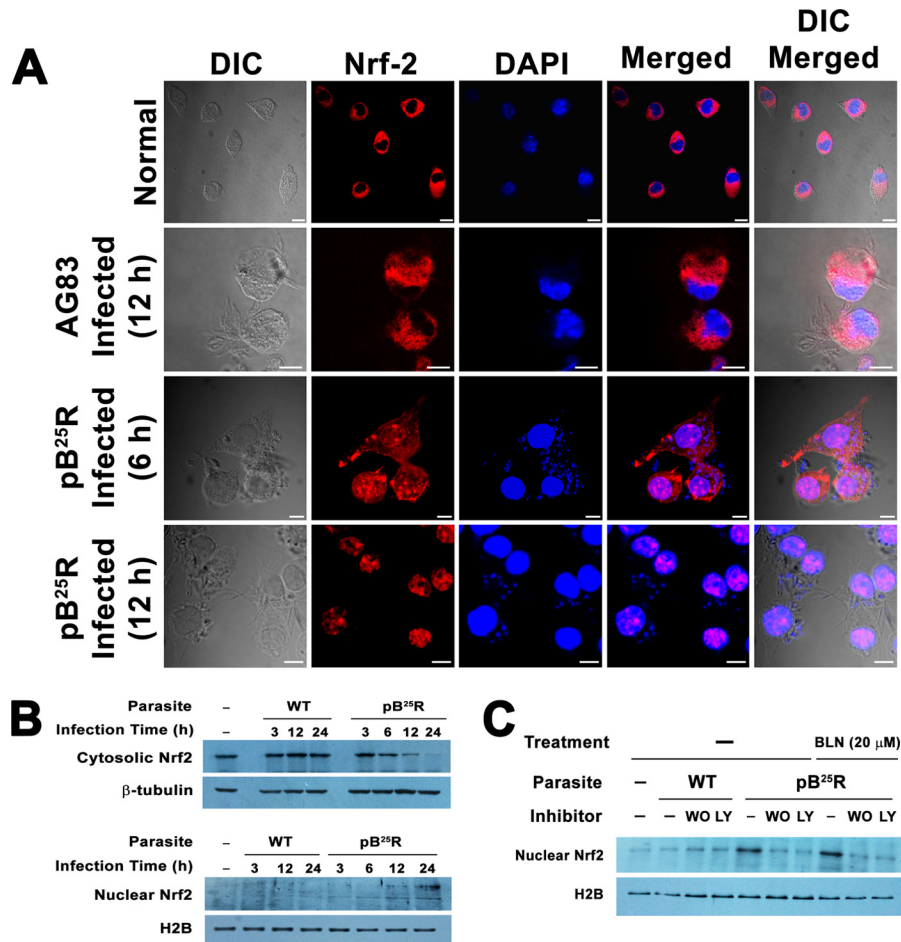 A
DIC Nrf-2 DAPI Merged DIC Merged
Normal
AG83 Infected (12 h)
pB²⁵R Infected (6 h)
pB²⁵R Infected (12 h)
B
Parasite – WT pB²⁵R
Infection Time (h) 3 12 24 3 6 12 24
Cytosolic Nrf2
β-tubulin
Parasite – WT pB²⁵R
Infection Time (h) 3 12 24 3 6 12 24
Nuclear Nrf2
H2B
C
Treatment – BLN (20 μM)
Parasite – WT pB²⁵R
Inhibitor – – WO LY – WO LY – WO LY
Nuclear Nrf2
H2B